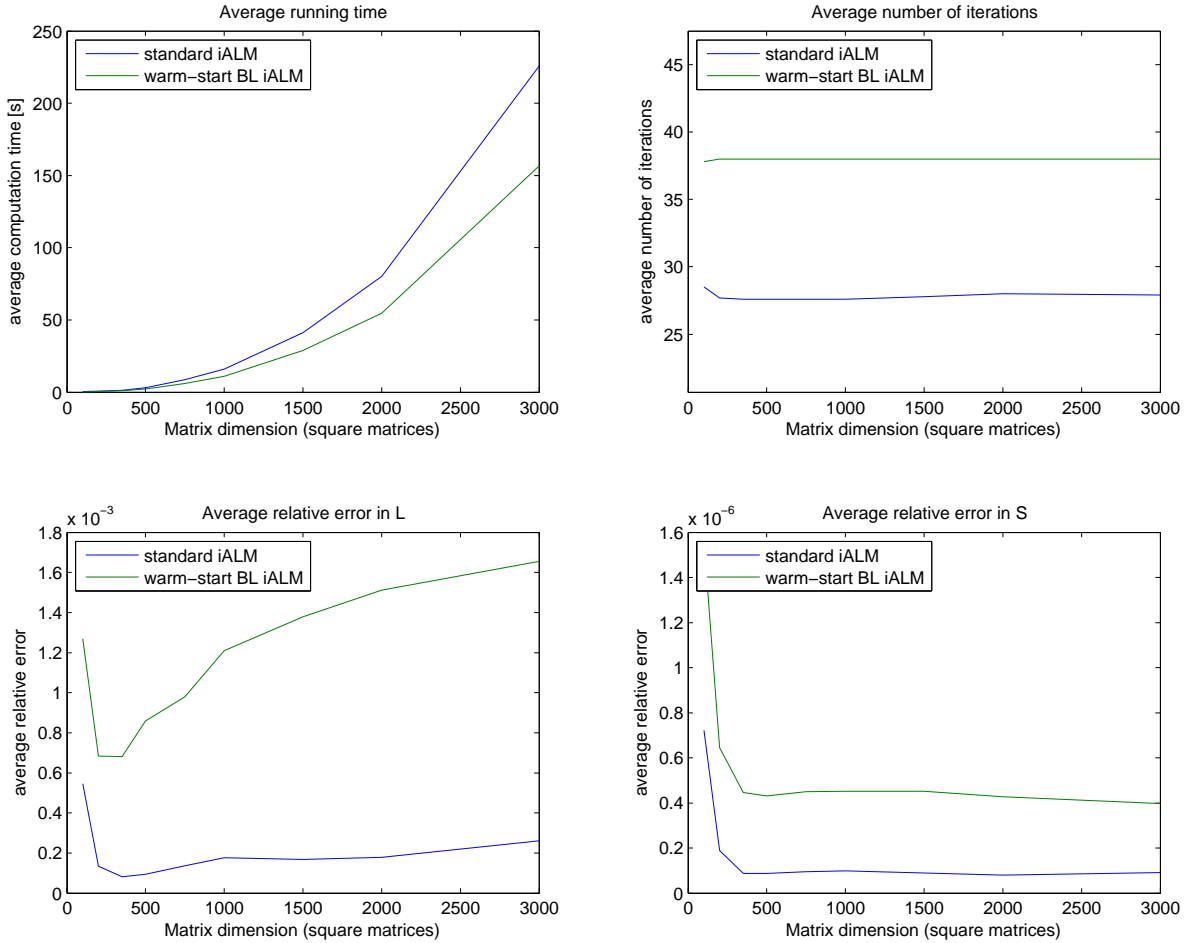 Average running time
250
200
150
100
50
0
0 500 1000 1500 2000 2500 3000
average computation time [s]
Matrix dimension (square matrices)
standard iALM
warm−start BL iALM
Average number of iterations
45
40
35
30
25
0 500 1000 1500 2000 2500 3000
average number of iterations
Matrix dimension (square matrices)
standard iALM
warm−start BL iALM
Average relative error in L
x 10−3
1.8
1.6
1.4
1.2
1
0.8
0.6
0.4
0.2
0
0 500 1000 1500 2000 2500 3000
average relative error
Matrix dimension (square matrices)
standard iALM
warm−start BL iALM
Average relative error in S
x 10−6
1.6
1.4
1.2
1
0.8
0.6
0.4
0.2
0
0 500 1000 1500 2000 2500 3000
average relative error
Matrix dimension (square matrices)
standard iALM
warm−start BL iALM